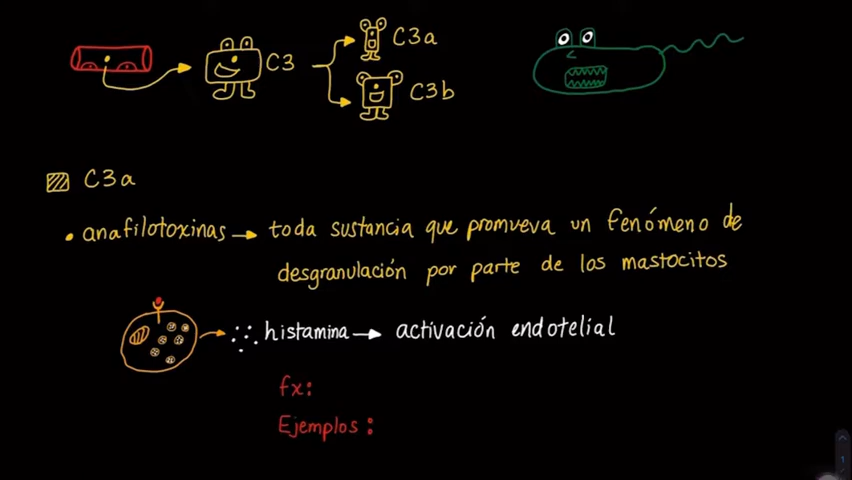 C3
C3a
C3b
C3a
• anafilotoxinas → toda sustancia que promueva un fenómeno de
desgranulación por parte de los mastocitos
histamina → activación endotelial
fx:
Ejemplos:
1